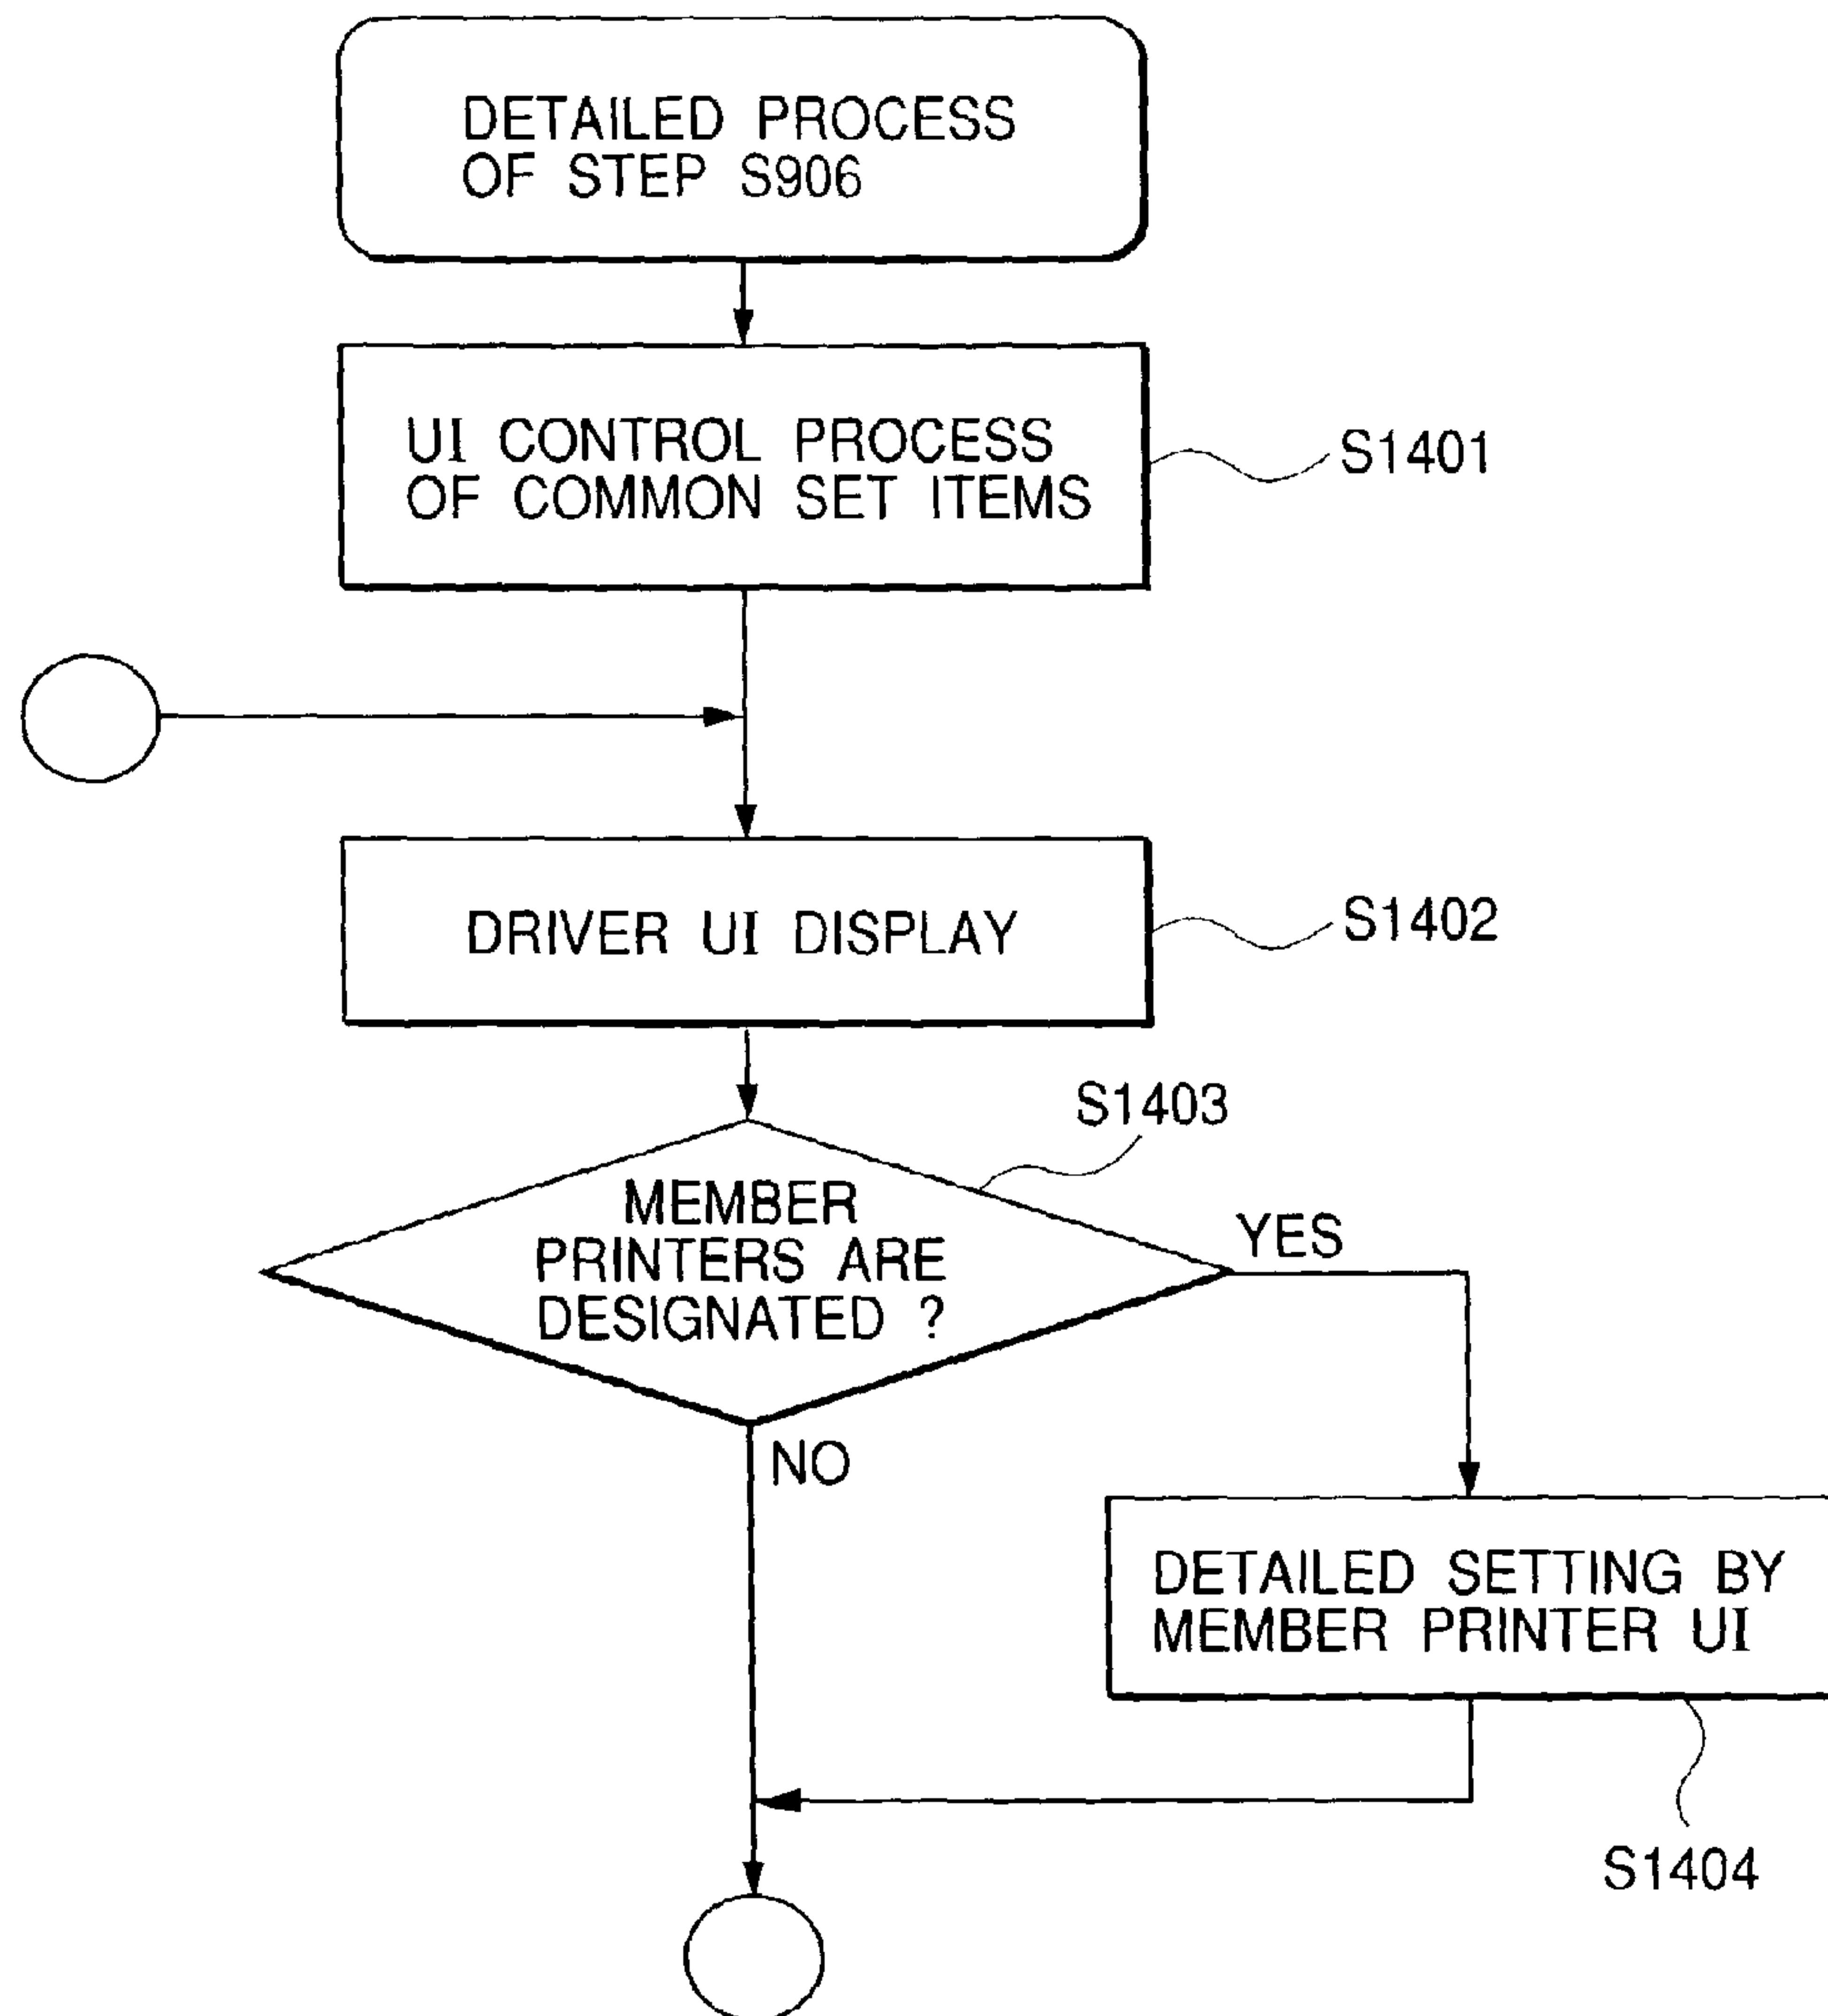 DETAILED PROCESS
OF STEP S906
UI CONTROL PROCESS
OF COMMON SET ITEMS
S1401
DRIVER UI DISPLAY
S1402
S1403
MEMBER
PRINTERS ARE
DESIGNATED ?
YES
NO
DETAILED SETTING BY
MEMBER PRINTER UI
S1404